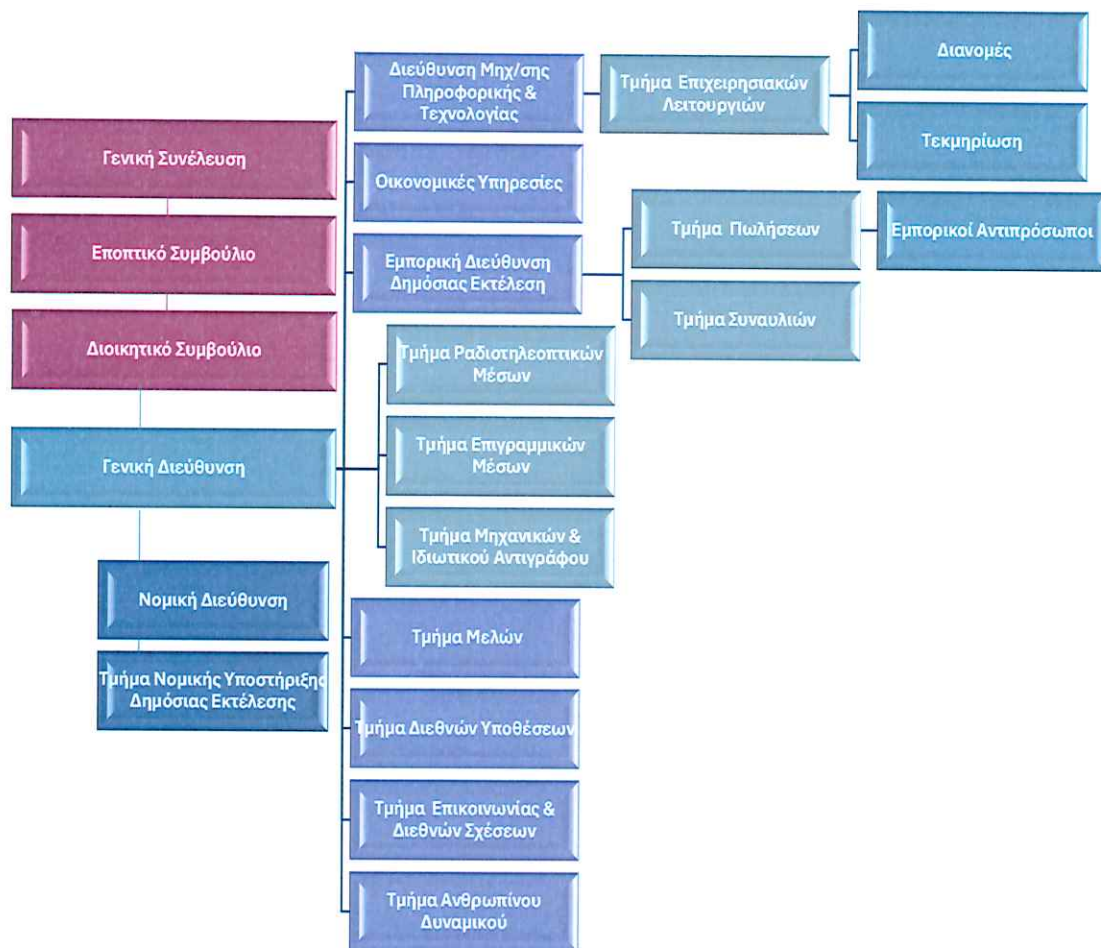 Γενική Συνέλευση
Εποπτικό Συμβούλιο
Διοικητικό Συμβούλιο
Γενική Διεύθυνση
Νομική Διεύθυνση
Τμήμα Νομικής Υποστήριξης
Δημόσιας Εκτέλεσης
Διεύθυνση Μηχ/σης
Πληροφορικής &
Τεχνολογίας
Τμήμα Επιχειρησιακών
Λειτουργιών
Διανομές
Τεκμηρίωση
Οικονομικές Υπηρεσίες
Εμπορική Διεύθυνση
Δημόσιας Εκτέλεση
Τμήμα Πωλήσεων
Εμπορικοί Αντιπρόσωποι
Τμήμα Συναυλιών
Τμήμα Ραδιοτηλεοπτικών
Μέσων
Τμήμα Επιγραμμικών
Μέσων
Τμήμα Μηχανικών &
Ιδιωτικού Αντιγράφου
Τμήμα Μελών
Τμήμα Διεθνών Υποθέσεων
Τμήμα Επικοινωνίας &
Διεθνών Σχέσεων
Τμήμα Ανθρωπίνου
Δυναμικού